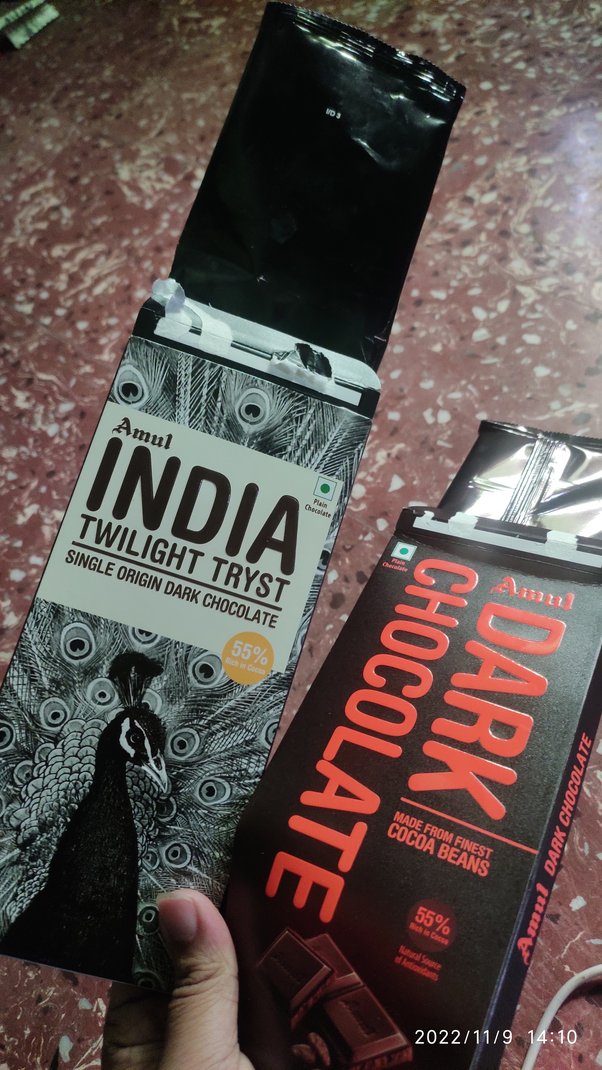 I/D 3
Amul
INDIA
TWILIGHT TRYST
SINGLE ORIGIN DARK CHOCOLATE
Plain
Chocolate
55%
Rich in Cocoa
Plain
Chocolate
Amul
DARK
CHOCOLATE
MADE FROM FINEST
COCOA BEANS
55%
Rich in Cocoa
Natural Source
of Antioxidants
Amul DARK CHOCOLATE
2022/11/9 14:10